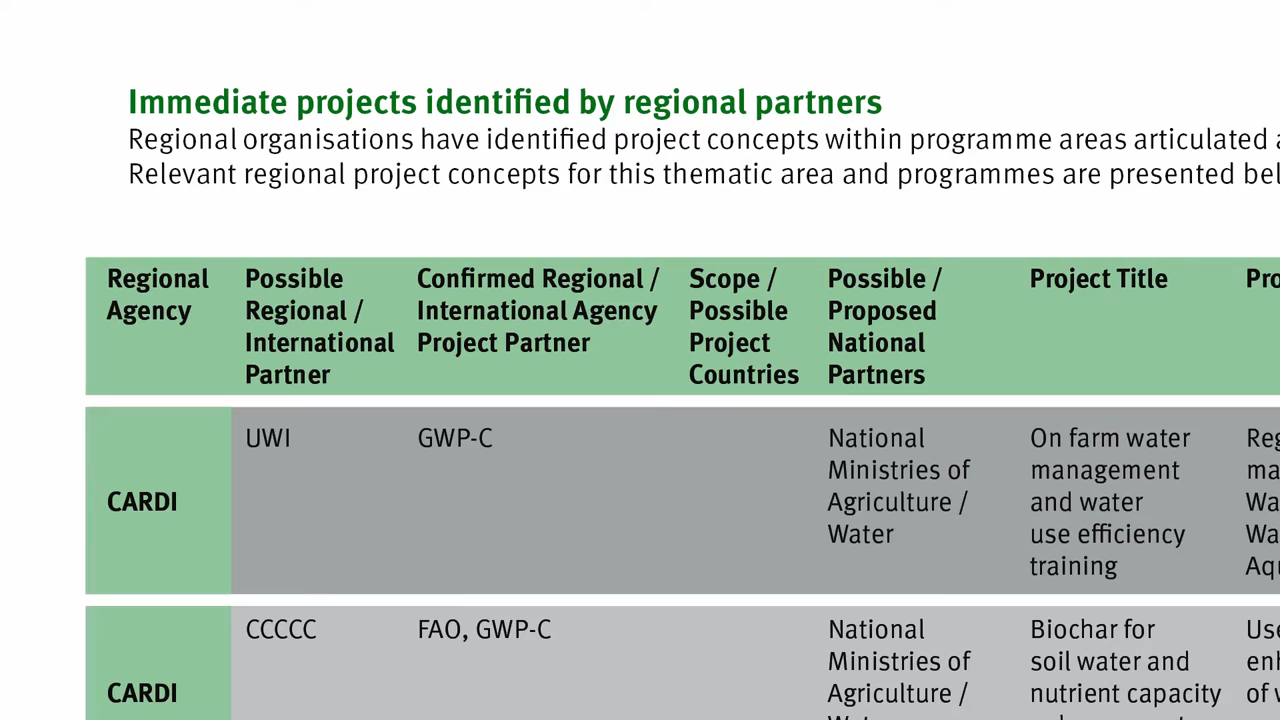 Immediate projects identified by regional partners
Regional organisations have identified project concepts within programme areas articulated
Relevant regional project concepts for this thematic area and programmes are presented
Regional Agency
Possible Regional / International Partner
Confirmed Regional / International Agency Project Partner
Scope / Possible Project Countries
Possible / Proposed National Partners
Project Title
CARDI
UWI
GWP-C
National
Ministries of
Agriculture /
Water
On farm water
management
and water
use efficiency
training
CARDI
CCCCC
FAO, GWP-C
National
Ministries of
Agriculture /
Biochar for
soil water and
nutrient capacity
of